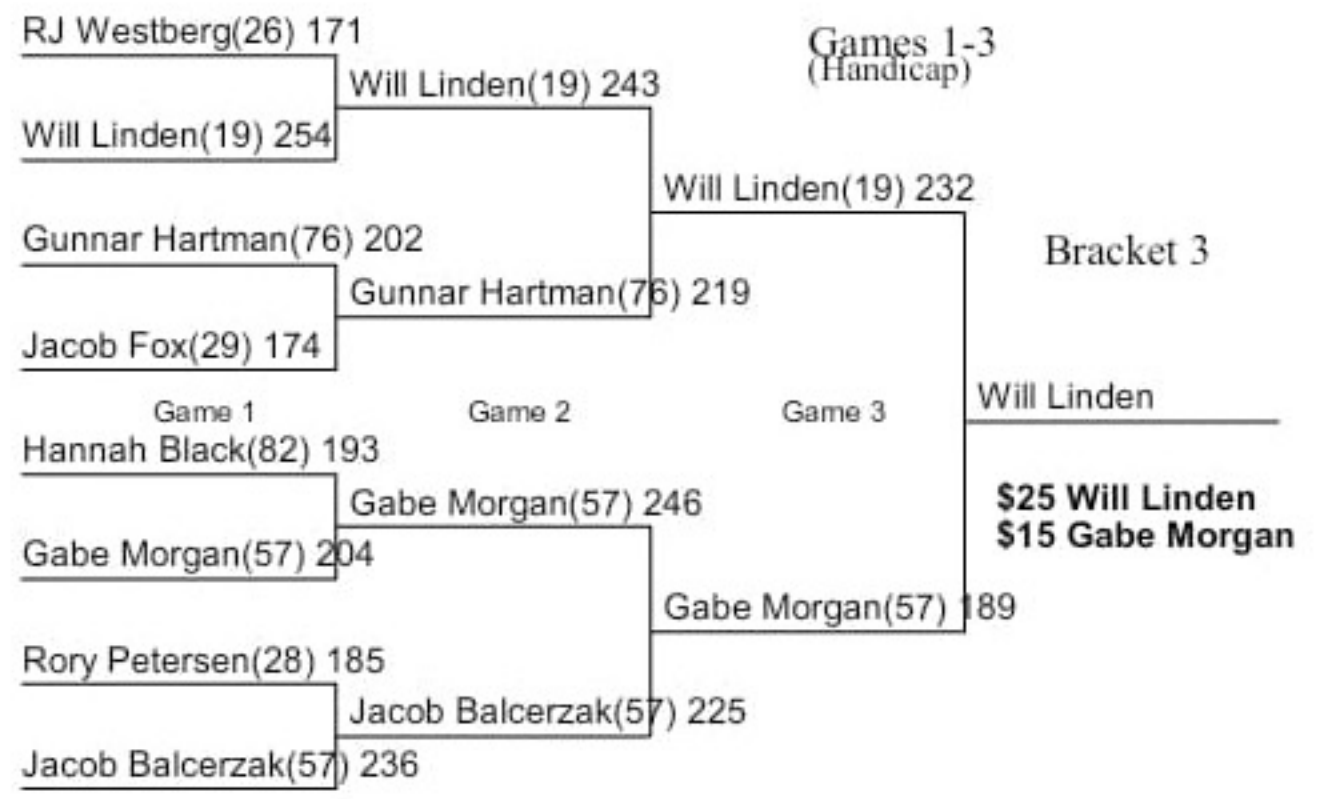 RJ Westberg(26) 171
Games 1-3
(Handicap)
Will Linden(19) 243
Will Linden(19) 254
Will Linden(19) 232
Gunnar Hartman(76) 202
Bracket 3
Gunnar Hartman(76) 219
Jacob Fox(29) 174
Will Linden
Game 1
Game 2
Game 3
Hannah Black(82) 193
Gabe Morgan(57) 246
$25 Will Linden
$15 Gabe Morgan
Gabe Morgan(57) 204
Gabe Morgan(57) 189
Rory Petersen(28) 185
Jacob Balcerzak(57) 225
Jacob Balcerzak(57) 236